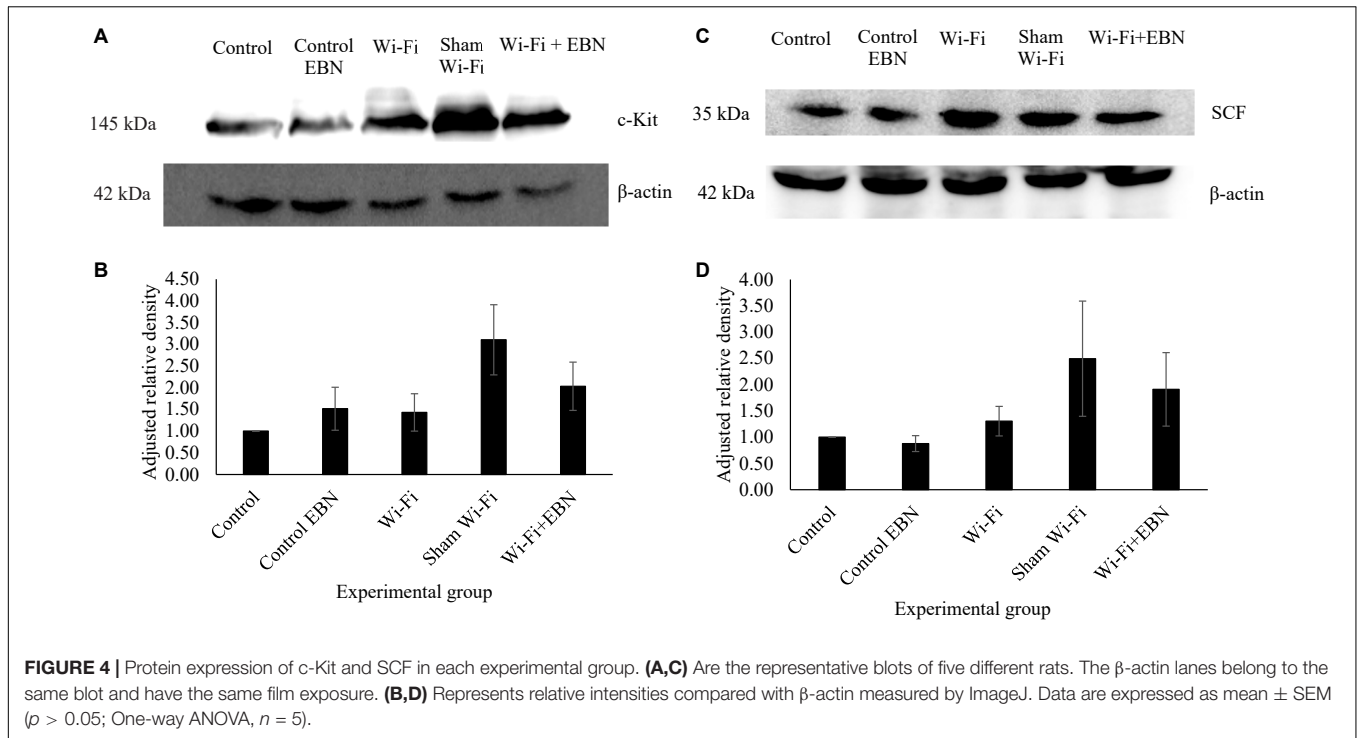 A
Control
Control
EBN
Wi-Fi
Sham
Wi-Fi
Wi-Fi + EBN
145 kDa
c-Kit
42 kDa
β-actin
B
Adjusted relative density
4.50
4.00
3.50
3.00
2.50
2.00
1.50
1.00
0.50
0.00
Control
Control EBN
Wi-Fi
Sham Wi-Fi
Wi-Fi+EBN
Experimental group
C
Control
Control
EBN
Wi-Fi
Sham
Wi-Fi
Wi-Fi+EBN
35 kDa
SCF
42 kDa
β-actin
D
Adjusted relative density
4.00
3.50
3.00
2.50
2.00
1.50
1.00
0.50
0.00
Control
Control EBN
Wi-Fi
Sham Wi-Fi
Wi-Fi+EBN
Experimental group
FIGURE 4 | Protein expression of c-Kit and SCF in each experimental group. (A,C) Are the representative blots of five different rats. The β-actin lanes belong to the
same blot and have the same film exposure. (B,D) Represents relative intensities compared with β-actin measured by ImageJ. Data are expressed as mean ± SEM
(p > 0.05; One-way ANOVA, n = 5).